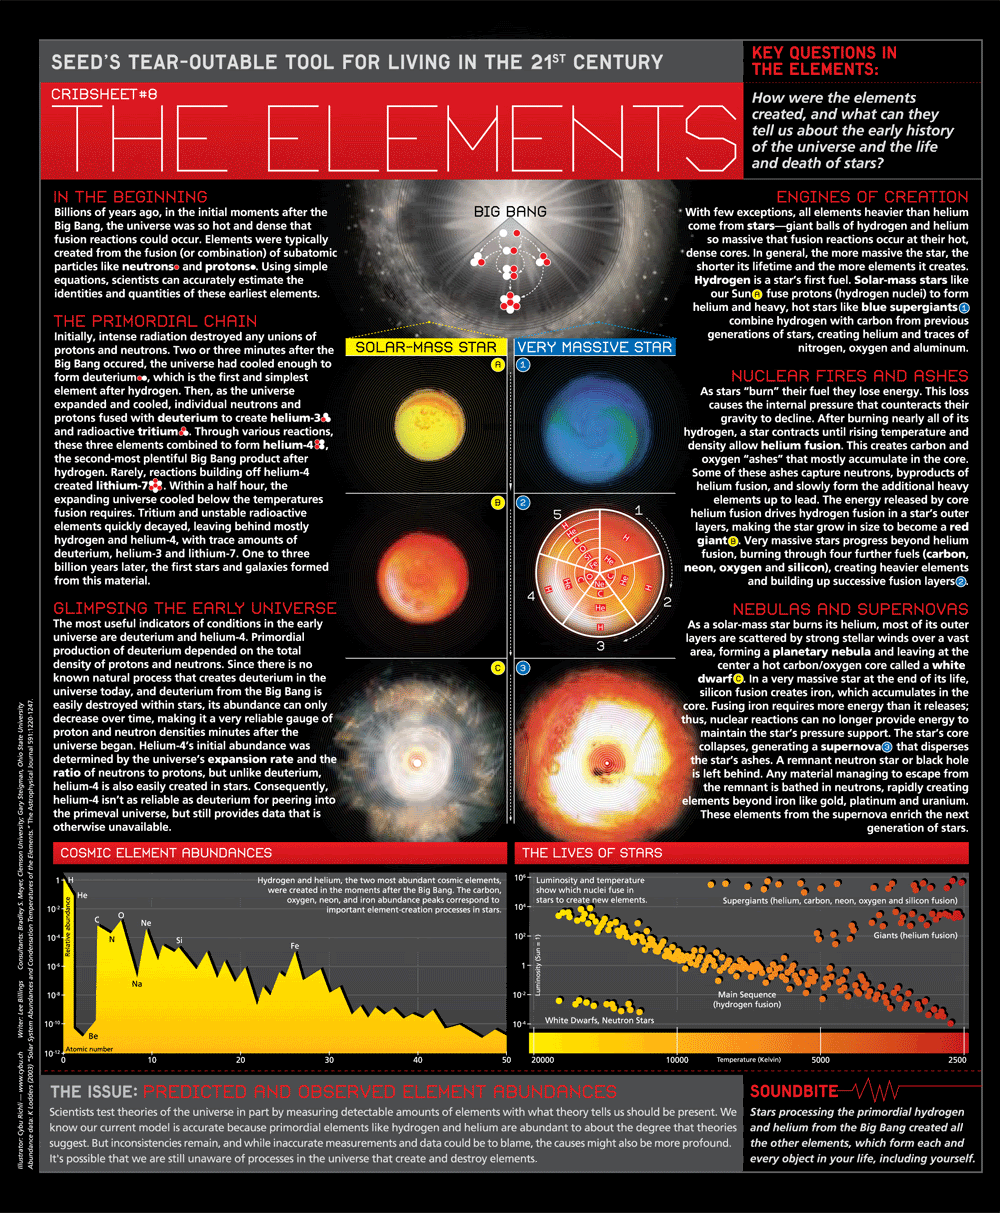 SEED'S TEAR-OUTABLE TOOL FOR LIVING IN THE 21ST CENTURY
CRIBSHEET#8
THE ELEMENTS
KEY QUESTIONS IN
THE ELEMENTS:
How were the elements
created, and what can they
tell us about the early history
of the universe and the life
and death of stars?
IN THE BEGINNING
Billions of years ago, in the initial moments after the
Big Bang, the universe was so hot and dense that
fusion reactions could occur. Elements were typically
created from the fusion (or combination) of subatomic
particles like neutrons and protons. Using simple
equations, scientists can accurately estimate the
identities and quantities of these earliest elements.
THE PRIMORDIAL CHAIN
Initially, intense radiation destroyed any unions of
protons and neutrons. Two or three minutes after the
Big Bang occured, the universe had cooled enough to
form deuterium, which is the first and simplest
element after hydrogen. Then, as the universe
expanded and cooled, individual neutrons and
protons fused with deuterium to create helium-3
and radioactive tritium. Through various reactions,
these three elements combined to form helium-4,
the second-most plentiful Big Bang product after
hydrogen. Rarely, reactions building off helium-4
created lithium-7. Within a half hour, the
expanding universe cooled below the temperatures
fusion requires. Tritium and unstable radioactive
elements quickly decayed, leaving behind mostly
hydrogen and helium-4, with trace amounts of
deuterium, helium-3 and lithium-7. One to three
billion years later, the first stars and galaxies formed
from this material.
GLIMPSING THE EARLY UNIVERSE
The most useful indicators of conditions in the early
universe are deuterium and helium-4. Primordial
production of deuterium depended on the total
density of protons and neutrons. Since there is no
known natural process that creates deuterium in the
universe today, and deuterium from the Big Bang is
easily destroyed within stars, its abundance can only
decrease over time, making it a very reliable gauge of
proton and neutron densities minutes after the
universe began. Helium-4's initial abundance was
determined by the universe's expansion rate and the
ratio of neutrons to protons, but unlike deuterium,
helium-4 is also easily created in stars. Consequently,
helium-4 isn't as reliable as deuterium for peering into
the primeval universe, but still provides data that is
otherwise unavailable.
BIG BANG
SOLAR-MASS STAR
VERY MASSIVE STAR
A
1
B
2
1
2
3
4
5
H
H
He
H
He
C
C
3
ENGINES OF CREATION
With few exceptions, all elements heavier than helium
come from stars—giant balls of hydrogen and helium
so massive that fusion reactions occur at their hot,
dense cores. In general, the more massive the star, the
shorter its lifetime and the more elements it creates.
Hydrogen is a star's first fuel. Solar-mass stars like
our Sun A fuse protons (hydrogen nuclei) to form
helium and heavy, hot stars like blue supergiants 1
combine hydrogen with carbon from previous
generations of stars, creating helium and traces of
nitrogen, oxygen and aluminum.
NUCLEAR FIRES AND ASHES
As stars "burn" their fuel they lose energy. This loss
causes the internal pressure that counteracts their
gravity to decline. After burning nearly all of its
hydrogen, a star contracts until rising temperature and
density allow helium fusion. This creates carbon and
oxygen "ashes" that mostly accumulate in the core.
Some of these ashes capture neutrons, byproducts of
helium fusion, and slowly form the additional heavy
elements up to lead. The energy released by core
helium fusion drives hydrogen fusion in a star's outer
layers, making the star grow in size to become a red
giant B. Very massive stars progress beyond helium
fusion, burning through four further fuels (carbon,
neon, oxygen and silicon), creating heavier elements
and building up successive fusion layers 2.
NEBULAS AND SUPERNOVAS
As a solar-mass star burns its helium, most of its outer
layers are scattered by strong stellar winds over a vast
area, forming a planetary nebula and leaving at the
center a hot carbon/oxygen core called a white
dwarf C. In a very massive star at the end of its life,
silicon fusion creates iron, which accumulates in the
core. Fusing iron requires more energy than it releases;
thus, nuclear reactions can no longer provide energy to
maintain the star's pressure support. The star's core
collapses, generating a supernova 3 that disperses
the star's ashes. A remnant neutron star or black hole
is left behind. Any material managing to escape from
the remnant is bathed in neutrons, rapidly creating
elements beyond iron like gold, platinum and uranium.
These elements from the supernova enrich the next
generation of stars.
COSMIC ELEMENT ABUNDANCES
Hydrogen and helium, the two most abundant cosmic elements,
were created in the moments after the Big Bang. The carbon,
oxygen, neon, and iron abundance peaks correspond to
important element-creation processes in stars.
Relative abundance
1
10-2
10-4
10-6
10-8
10-10
10-12
H
He
C
O
N
Ne
Na
Si
Fe
Be
Atomic number
0 10 20 30 40 50
THE LIVES OF STARS
Luminosity and temperature
show which nuclei fuse in
stars to create new elements.
Luminosity (Sun = 1)
10⁶
10⁴
10²
1
10-2
10-4
Supergiants (helium, carbon, neon, oxygen and silicon fusion)
Giants (helium fusion)
Main Sequence
(hydrogen fusion)
White Dwarfs, Neutron Stars
20000 10000 Temperature (Kelvin) 5000 2500
THE ISSUE: PREDICTED AND OBSERVED ELEMENT ABUNDANCES
Scientists test theories of the universe in part by measuring detectable amounts of elements with what theory tells us should be present. We
know our current model is accurate because primordial elements like hydrogen and helium are abundant to about the degree that theories
suggest. But inconsistencies remain, and while inaccurate measurements and data could be to blame, the causes might also be more profound.
It's possible that we are still unaware of processes in the universe that create and destroy elements.
SOUNDBITE
Stars processing the primordial hydrogen
and helium from the Big Bang created all
the other elements, which form each and
every object in your life, including yourself.
Illustrator: Cybu Richli — www.cybu.ch Writer: Lee Billings Consultants: Bradley S. Meyer, Clemson University; Gary Steigman, Ohio State University
Abundance data: K Lodders (2003) "Solar System Abundances and Condensation Temperatures of the Elements." The Astrophysical Journal 591:1220-1247.